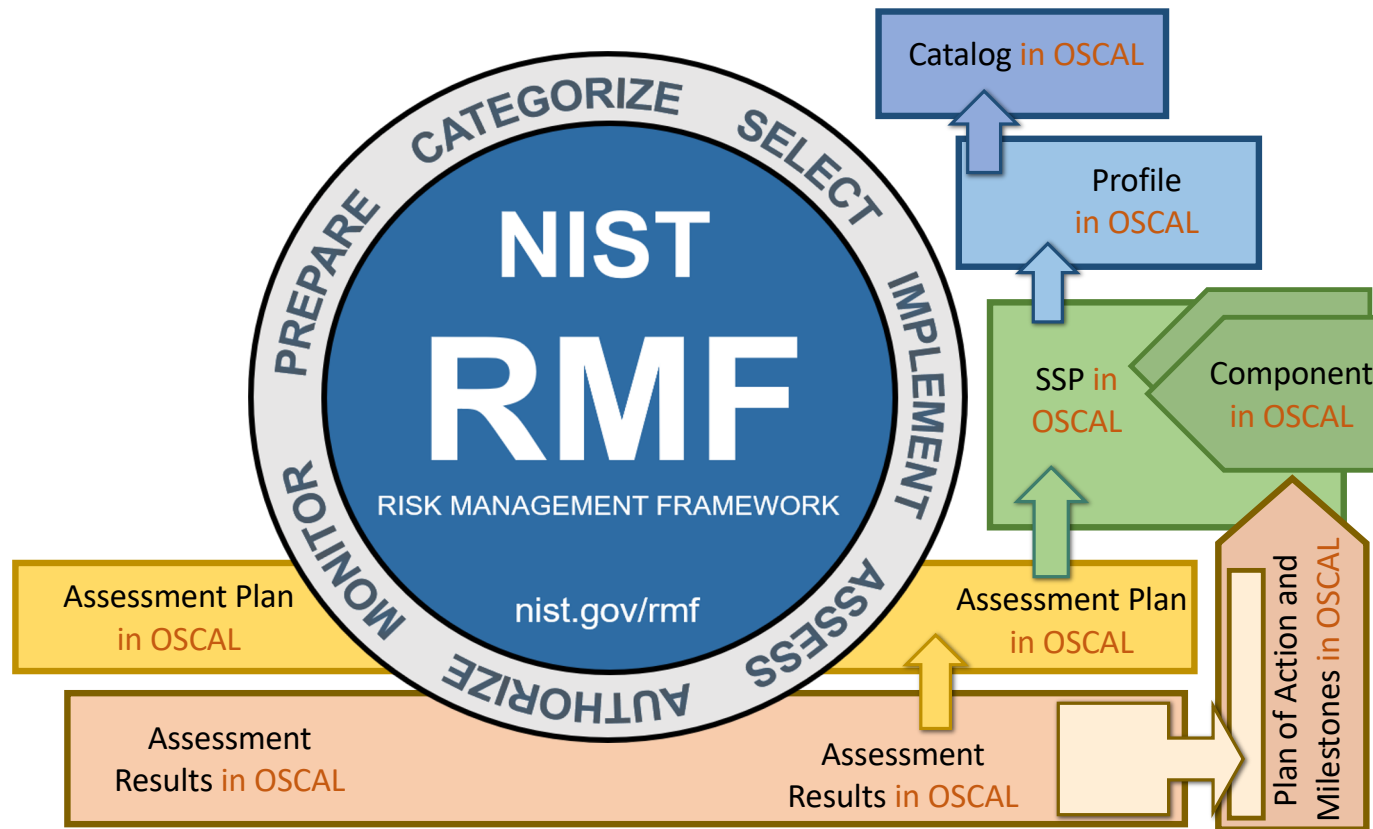 Catalog in OSCAL
Profile
in OSCAL
SSP in
OSCAL
Component
in OSCAL
PREPARE
CATEGORIZE
SELECT
IMPLEMENT
ASSESS
AUTHORIZE
MONITOR
NIST
RMF
RISK MANAGEMENT FRAMEWORK
nist.gov/rmf
Assessment Plan
in OSCAL
Assessment Plan
in OSCAL
Assessment
Results in OSCAL
Assessment
Results in OSCAL
Plan of Action and
Milestones in OSCAL